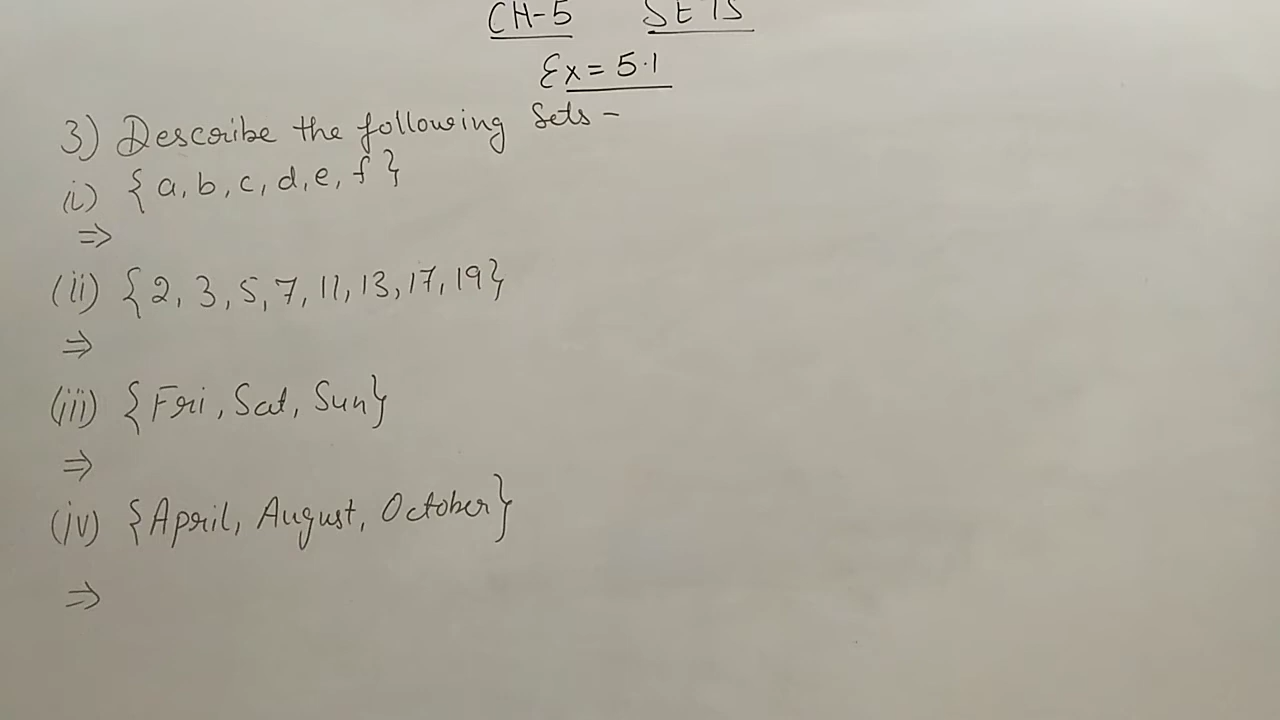 CH-5 SETS
Ex = 5.1
3) Describe the following Sets -
(i) {a, b, c, d, e, f}
⇒
(ii) {2, 3, 5, 7, 11, 13, 17, 19}
⇒
(iii) {Fri, Sat, Sun}
⇒
(iv) {April, August, October}
⇒